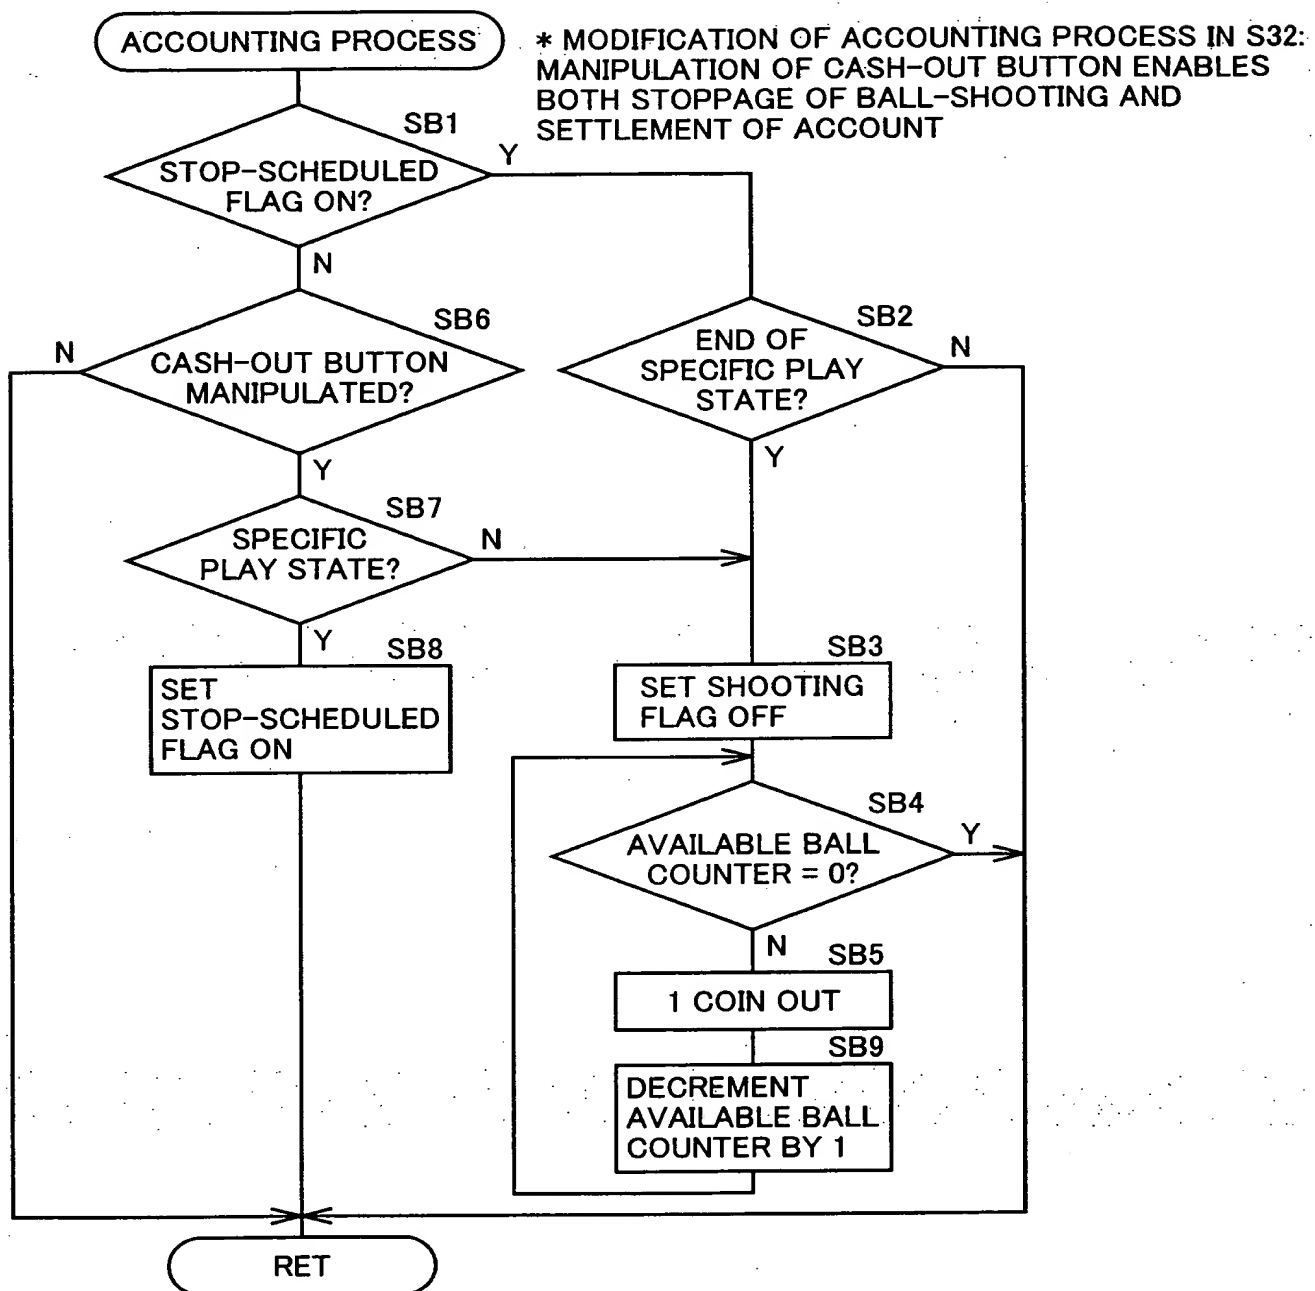 ACCOUNTING PROCESS
* MODIFICATION OF ACCOUNTING PROCESS IN S32:
MANIPULATION OF CASH-OUT BUTTON ENABLES
BOTH STOPPAGE OF BALL-SHOOTING AND
SETTLEMENT OF ACCOUNT
SB1
STOP-SCHEDULED
FLAG ON?
Y
N
SB6
CASH-OUT BUTTON
MANIPULATED?
N
Y
SB2
END OF
SPECIFIC PLAY
STATE?
N
Y
SB7
SPECIFIC
PLAY STATE?
N
Y
SB8
SET
STOP-SCHEDULED
FLAG ON
SB3
SET SHOOTING
FLAG OFF
SB4
AVAILABLE BALL
COUNTER = 0?
Y
N
SB5
1 COIN OUT
SB9
DECREMENT
AVAILABLE BALL
COUNTER BY 1
RET